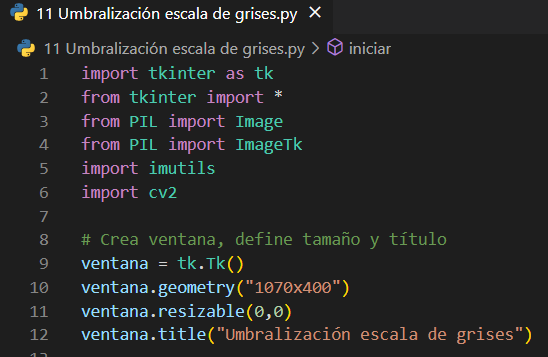 11 Umbralización escala de grises.py ×
11 Umbralización escala de grises.py > iniciar
1 import tkinter as tk
2 from tkinter import *
3 from PIL import Image
4 from PIL import ImageTk
5 import imutils
6 import cv2
7
8 # Crea ventana, define tamaño y título
9 ventana = tk.Tk()
10 ventana.geometry("1070x400")
11 ventana.resizable(0,0)
12 ventana.title("Umbralización escala de grises")